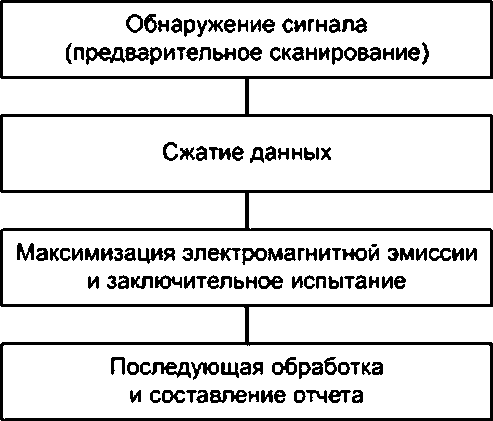 Обнаружение сигнала
(предварительное сканирование)
Сжатие данных
Максимизация электромагнитной эмиссии
и заключительное испытание
Последующая обработка
и составление отчета